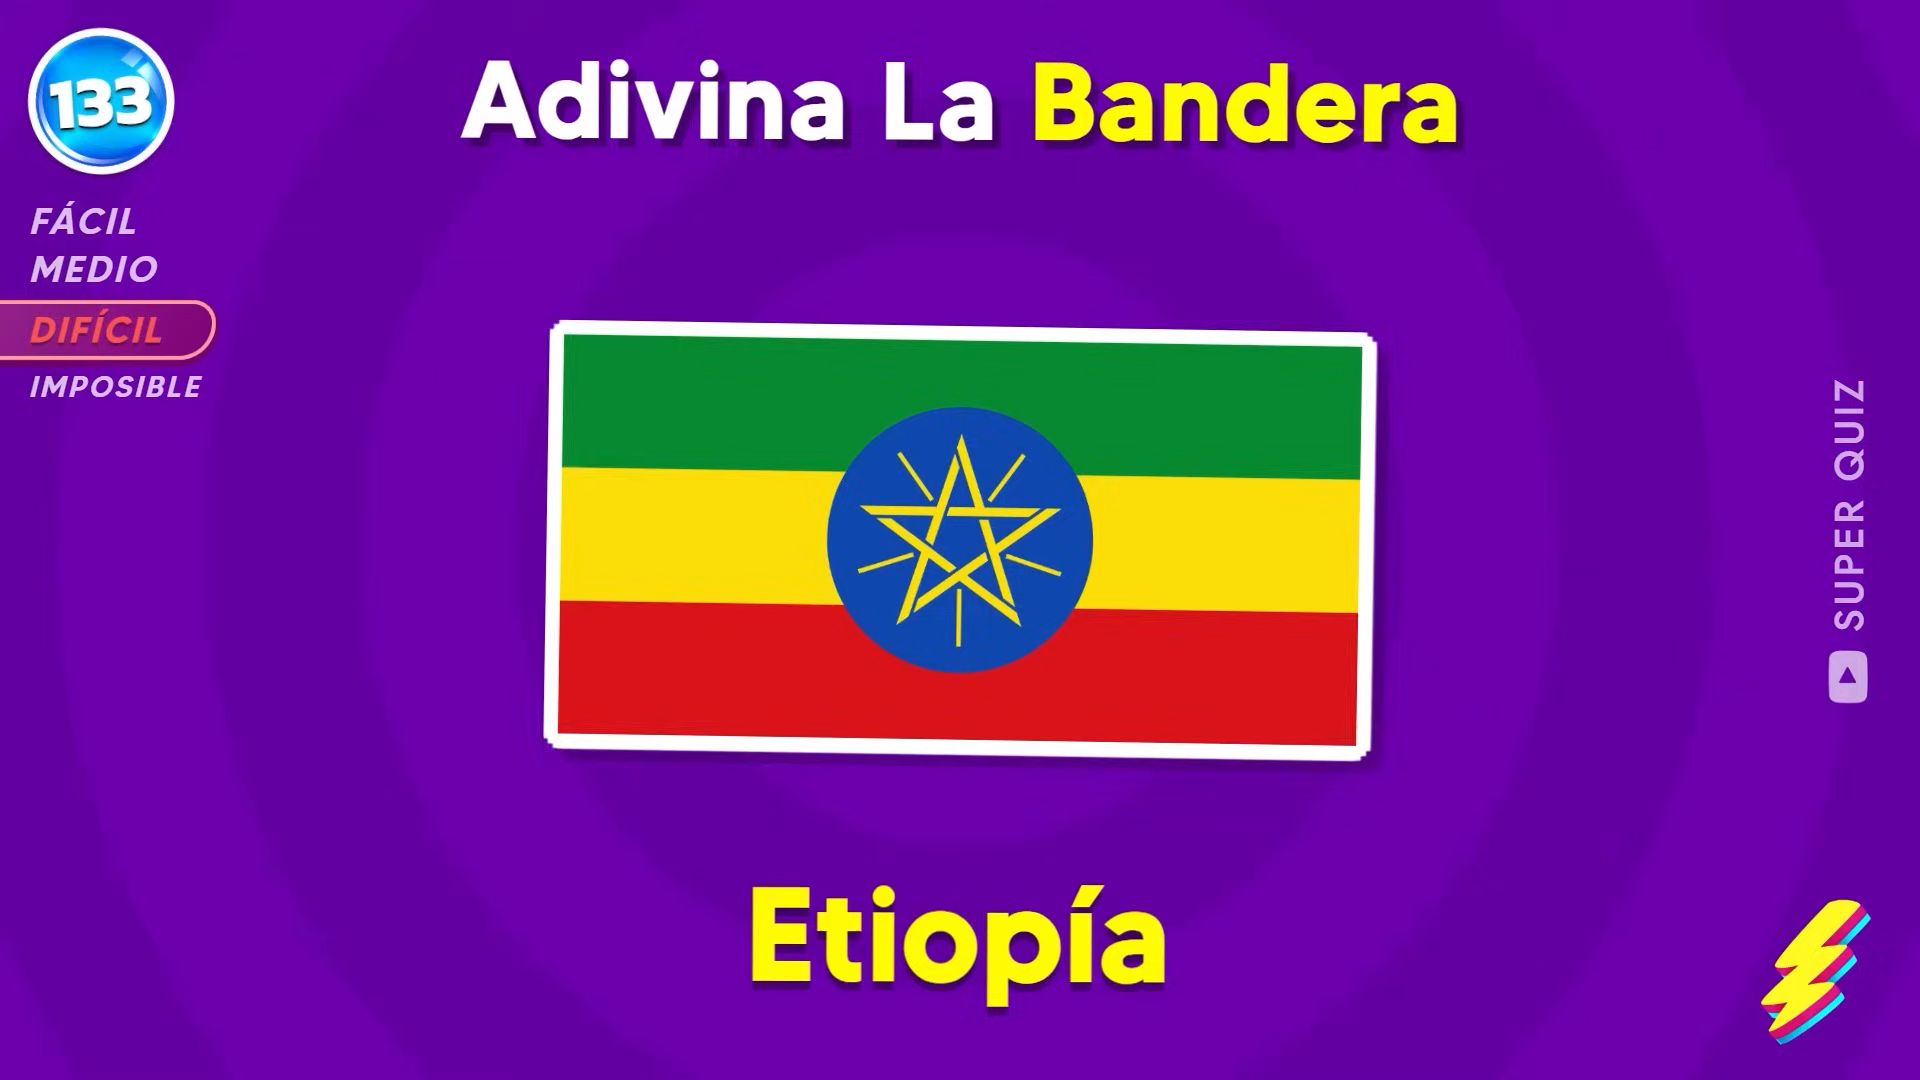 133
Adivina La Bandera
FÁCIL
MEDIO
DIFÍCIL
IMPOSIBLE
SUPER QUIZ
Etiopía